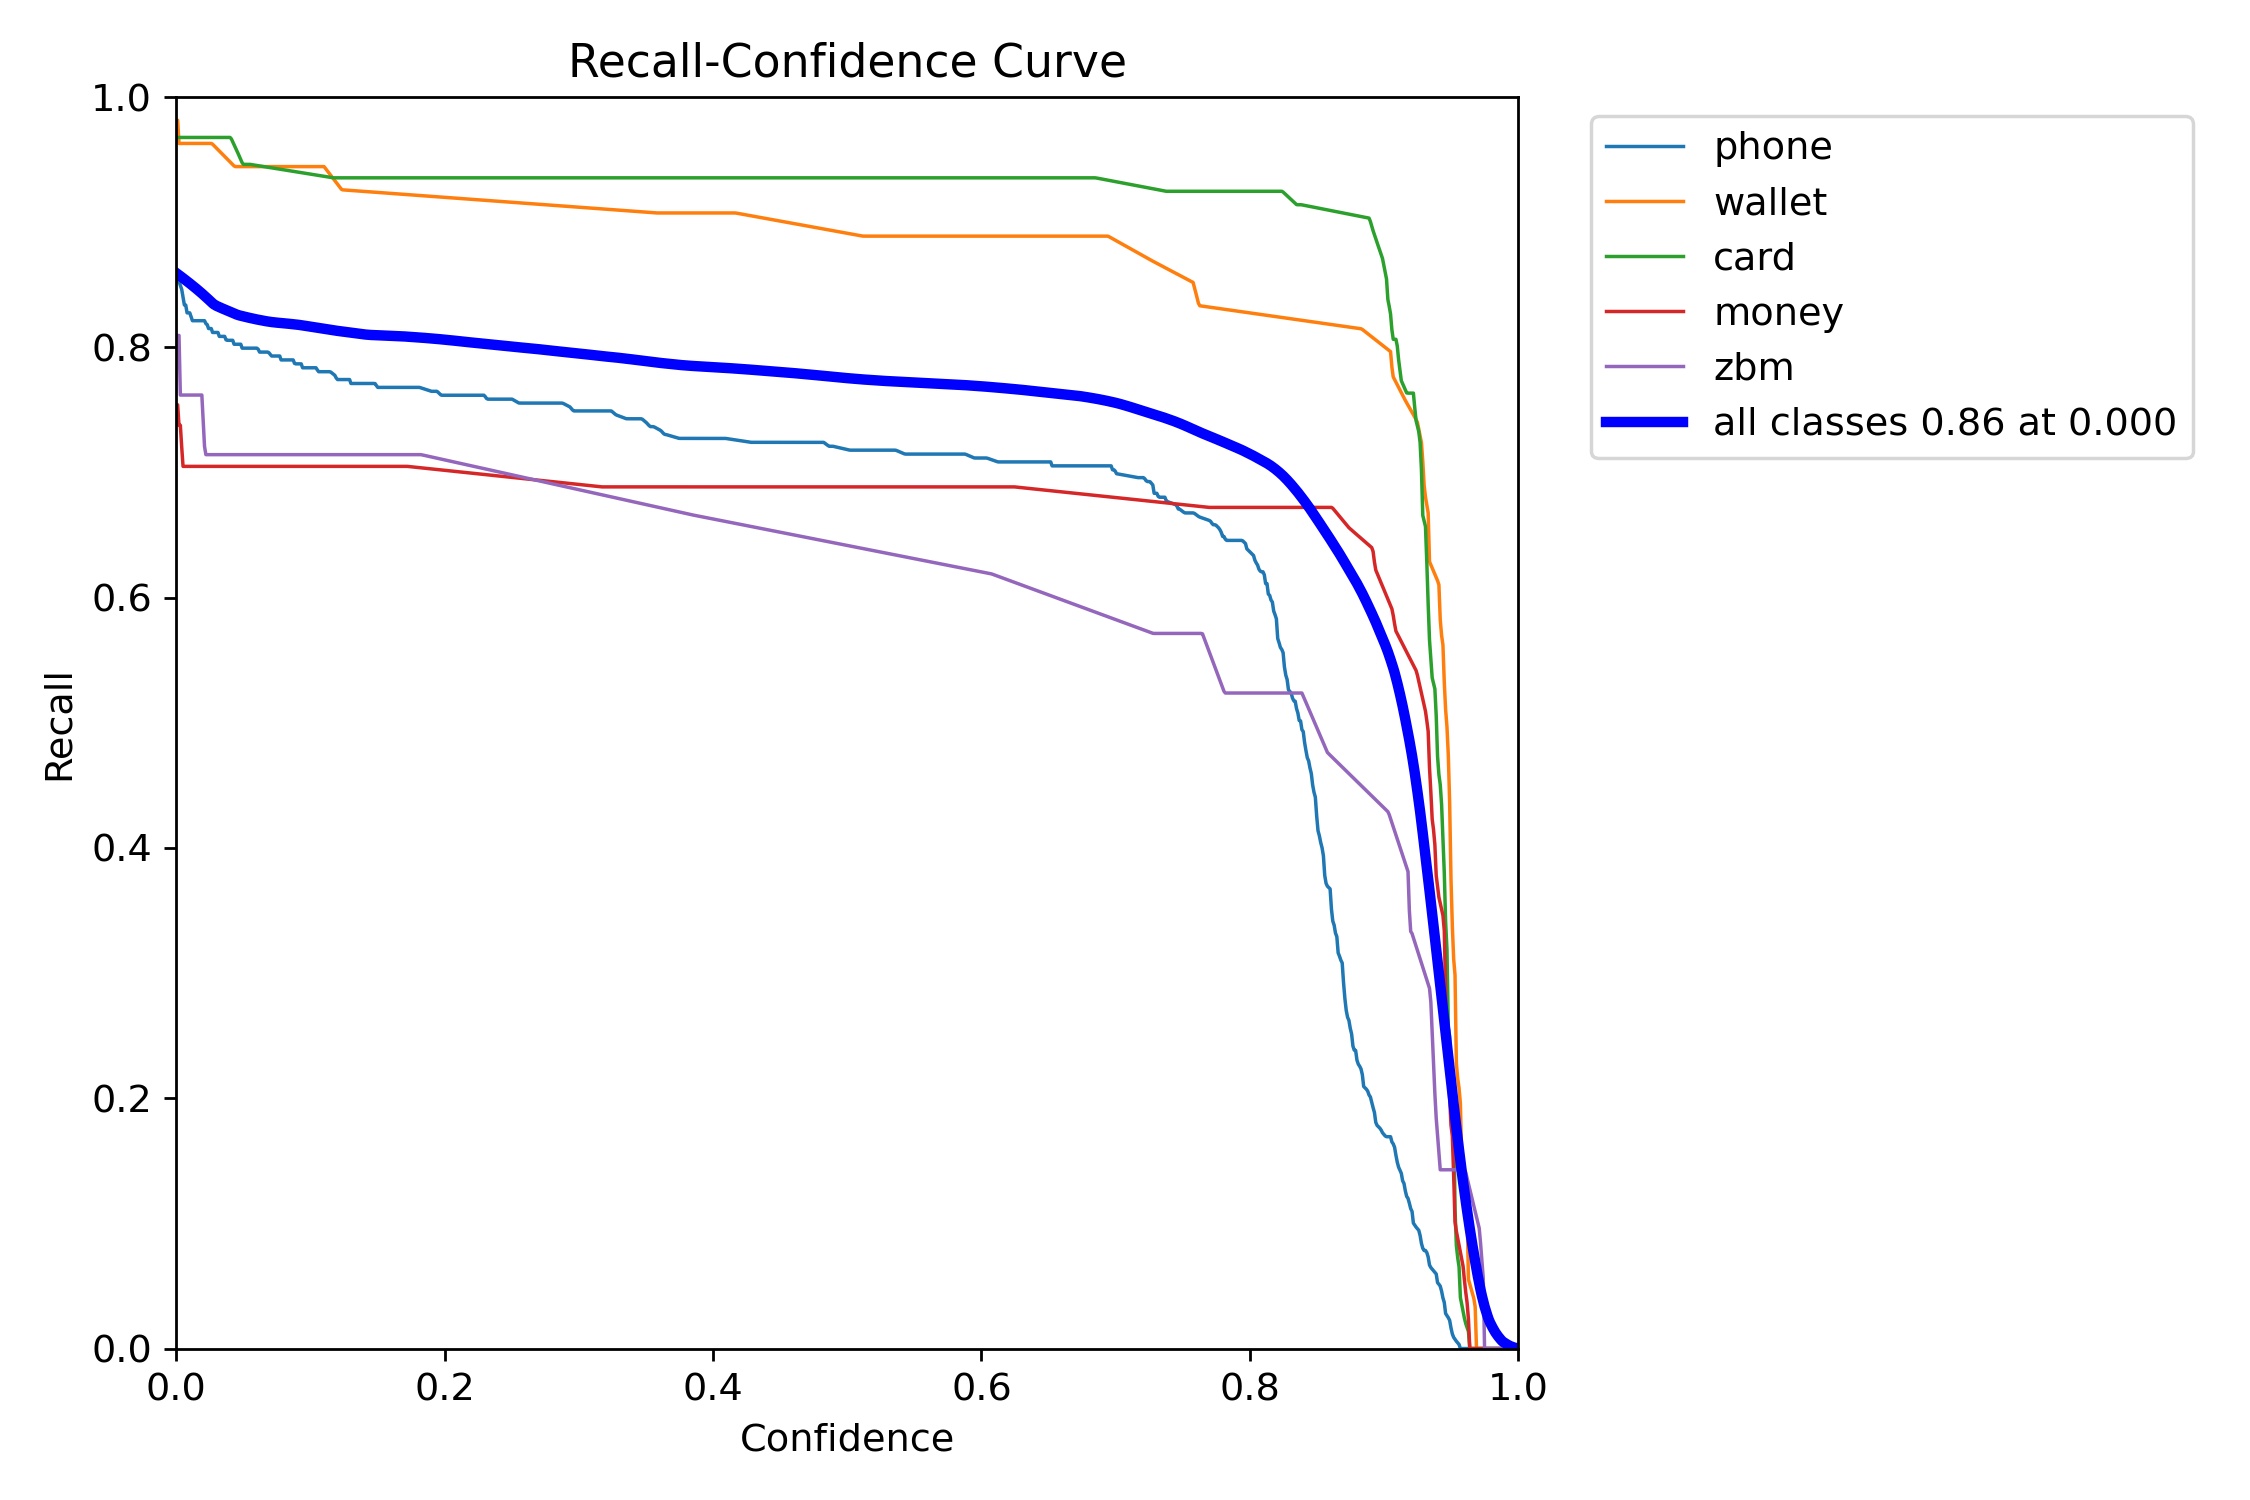 Recall-Confidence Curve
1.0
0.8
0.6
0.4
0.2
0.0
Recall
0.0 0.2 0.4 0.6 0.8 1.0
Confidence
phone
wallet
card
money
zbm
all classes 0.86 at 0.000